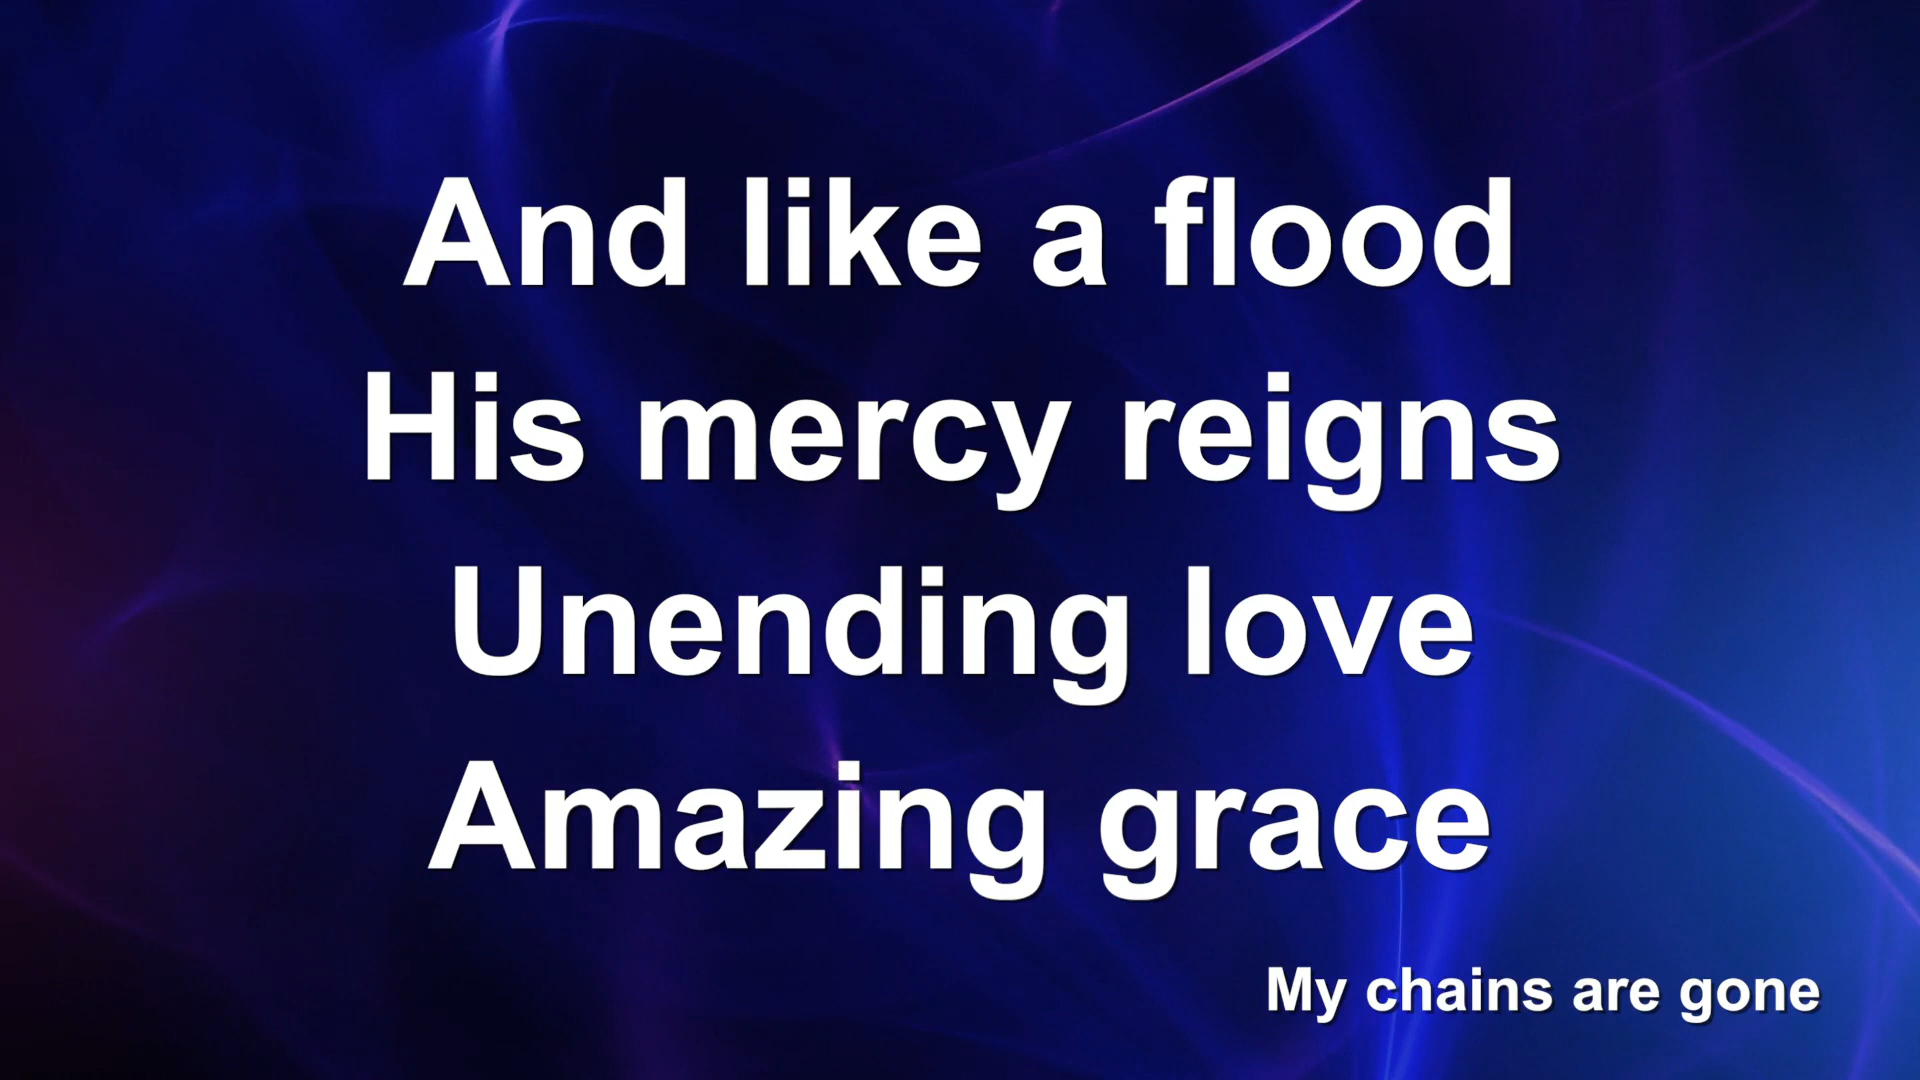 And like a flood
His mercy reigns
Unending love
Amazing grace
My chains are gone